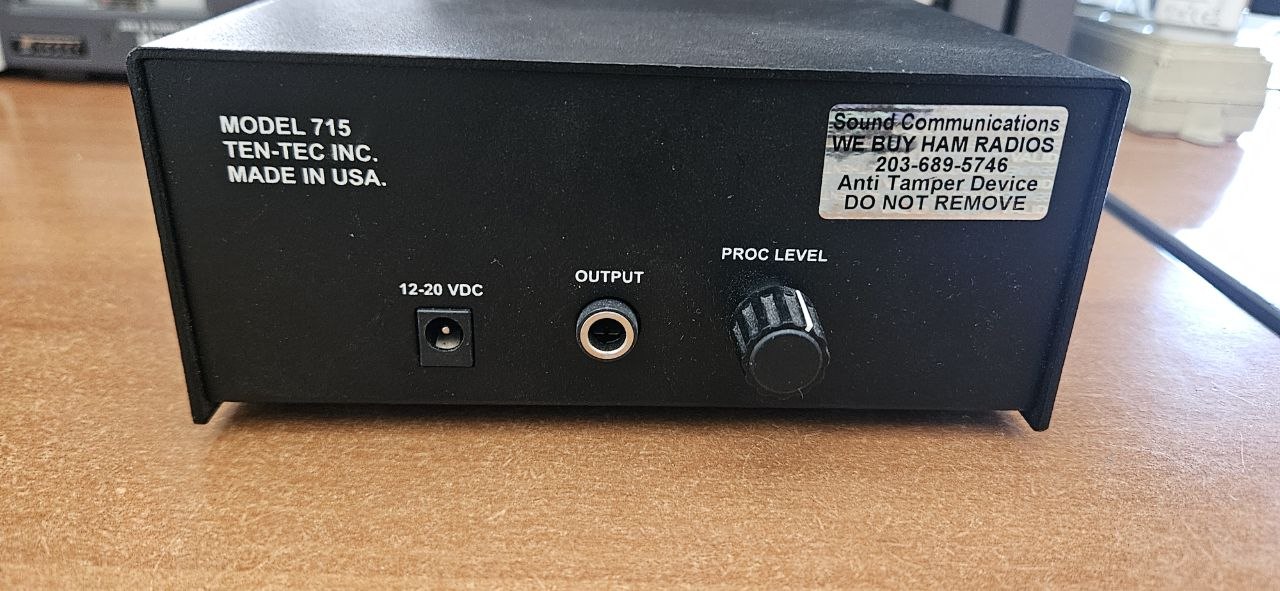 MODEL 715
TEN-TEC INC.
MADE IN USA.
Sound Communications
WE BUY HAM RADIOS
203-689-5746
Anti Tamper Device
DO NOT REMOVE
12-20 VDC
OUTPUT
PROC LEVEL